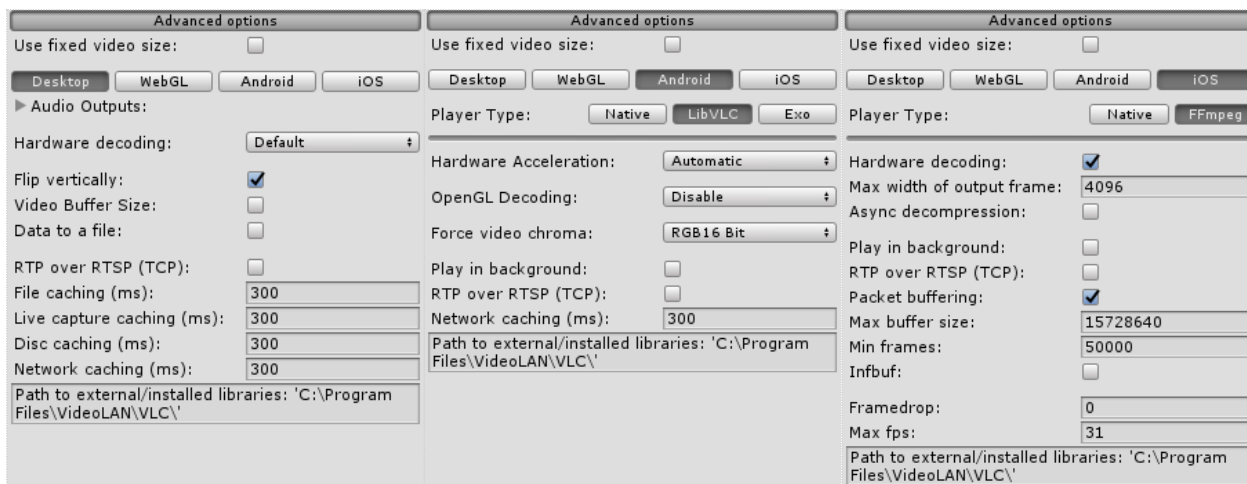 Advanced options
Use fixed video size:
Desktop WebGL Android iOS
Audio Outputs:
Hardware decoding: Default
Flip vertically:
Video Buffer Size:
Data to a file:
RTP over RTSP (TCP):
File caching (ms): 300
Live capture caching (ms): 300
Disc caching (ms): 300
Network caching (ms): 300
Path to external/installed libraries: 'C:\Program
Files\VideoLAN\VLC\'
Advanced options
Use fixed video size:
Desktop WebGL Android iOS
Player Type: Native LibVLC Exo
Hardware Acceleration: Automatic
OpenGL Decoding: Disable
Force video chroma: RGB16 Bit
Play in background:
RTP over RTSP (TCP):
Network caching (ms): 300
Path to external/installed libraries: 'C:\Program
Files\VideoLAN\VLC\'
Advanced options
Use fixed video size:
Desktop WebGL Android iOS
Player Type: Native FFmpeg
Hardware decoding:
Max width of output frame: 4096
Async decompression:
Play in background:
RTP over RTSP (TCP):
Packet buffering:
Max buffer size: 15728640
Min frames: 50000
Infbuf:
Framedrop: 0
Max fps: 31
Path to external/installed libraries: 'C:\Program
Files\VideoLAN\VLC\'